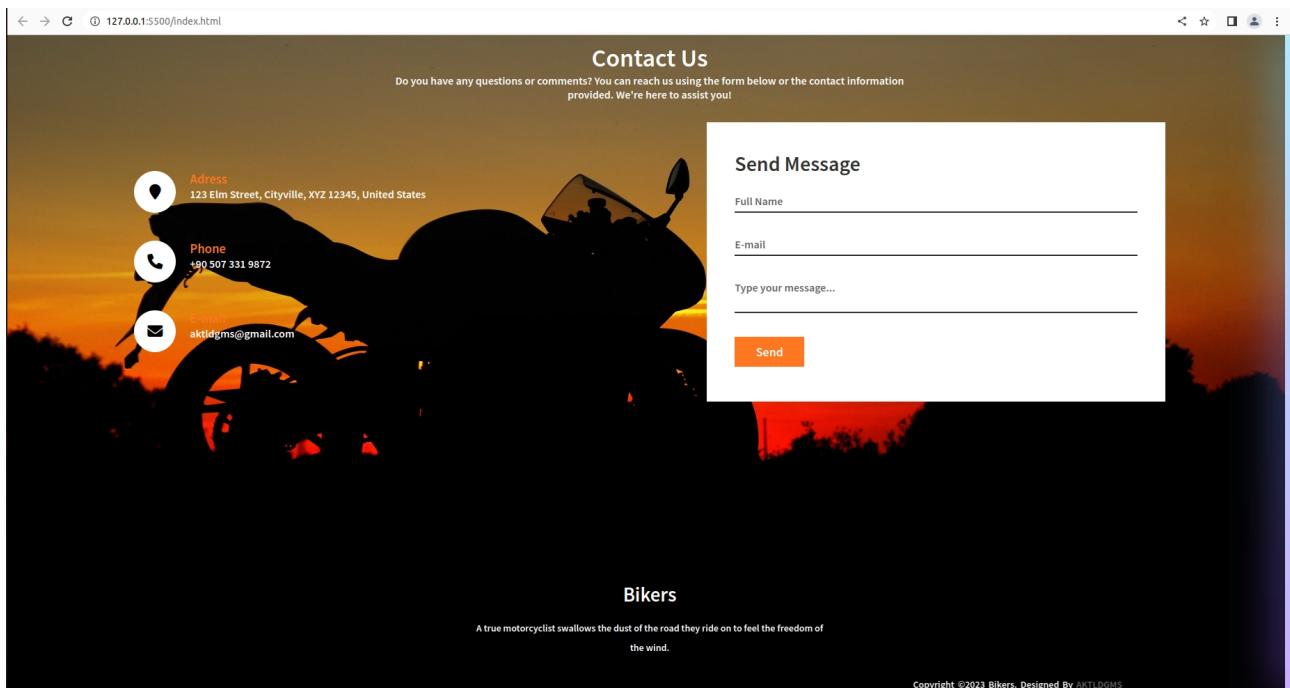 127.0.0.1:5500/index.html
Contact Us
Do you have any questions or comments? You can reach us using the form below or the contact information
provided. We're here to assist you!
Adress
123 Elm Street, Cityville, XYZ 12345, United States
Phone
+90 507 331 9872
E-mail
aktldgms@gmail.com
Send Message
Full Name
E-mail
Type your message...
Send
Bikers
A true motorcyclist swallows the dust of the road they ride on to feel the freedom of
the wind.
Copyright ©2023 Bikers. Designed By AKTLDGMS